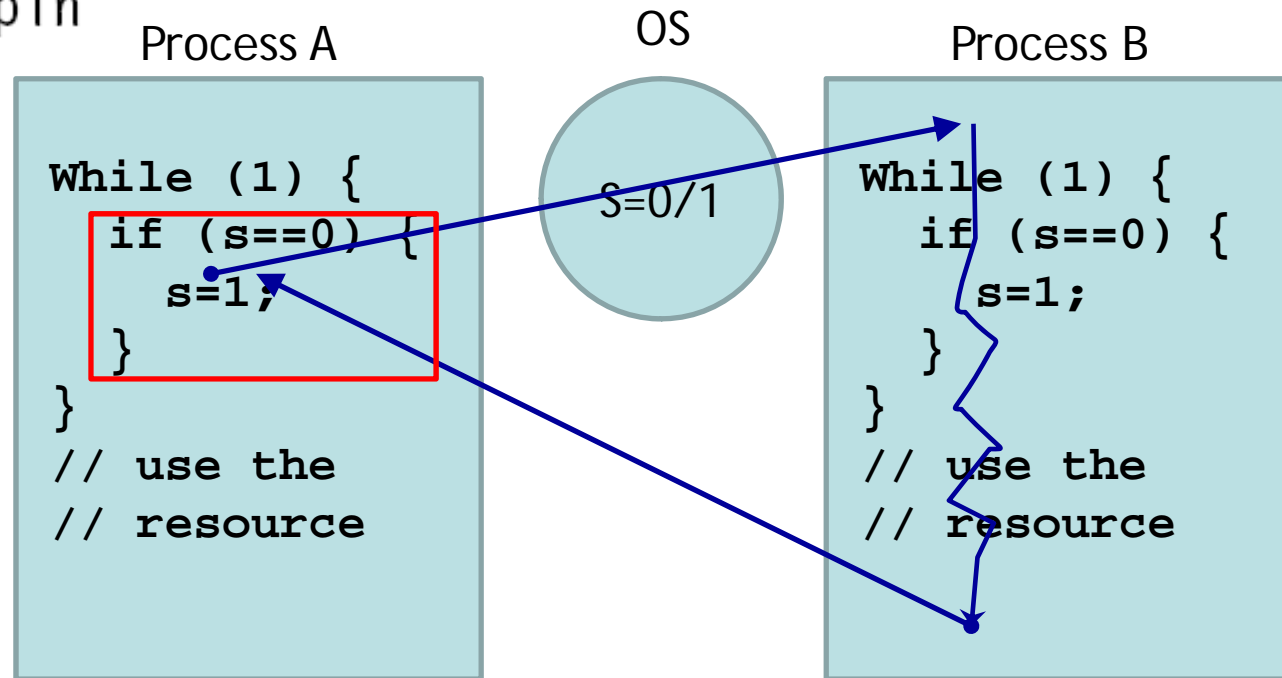 Process A
While (1) {
if (s==0) {
s=1;
}
}
// use the
// resource
OS
S=0/1
Process B
While (1) {
if (s==0) {
s=1;
}
}
// use the
// resource